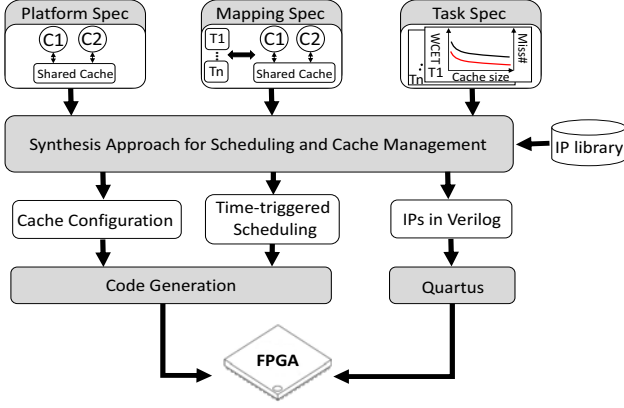 Platform Spec
C1 C2
Shared Cache
Mapping Spec
T1
Tn
C1 C2
Shared Cache
Task Spec
WCET
Miss#
T1
Tn
Cache size
Synthesis Approach for Scheduling and Cache Management
IP library
Cache Configuration
Time-triggered
Scheduling
IPs in Verilog
Code Generation
Quartus
FPGA